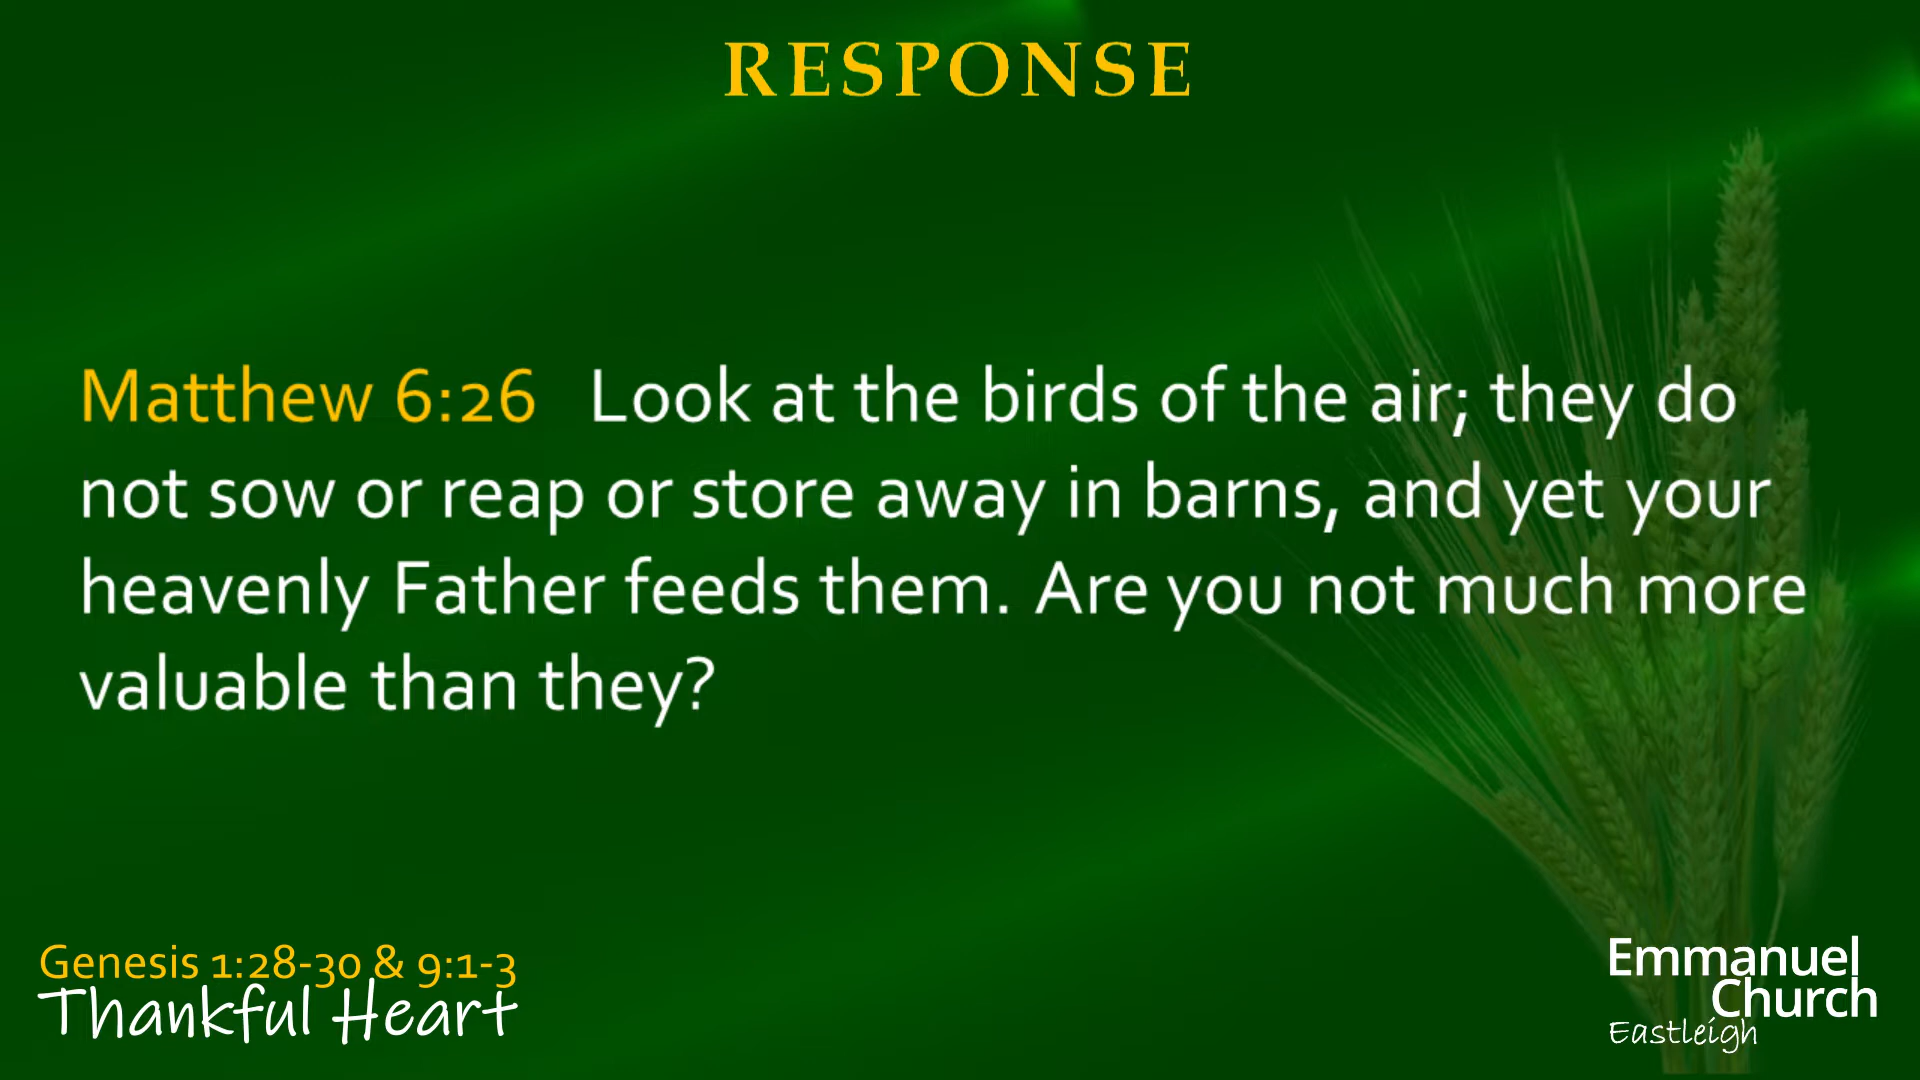 RESPONSE
Matthew 6:26 Look at the birds of the air; they do
not sow or reap or store away in barns, and yet your
heavenly Father feeds them. Are you not much more
valuable than they?
Genesis 1:28-30 & 9:1-3
Thankful Heart
Emmanuel
Church
Eastleigh